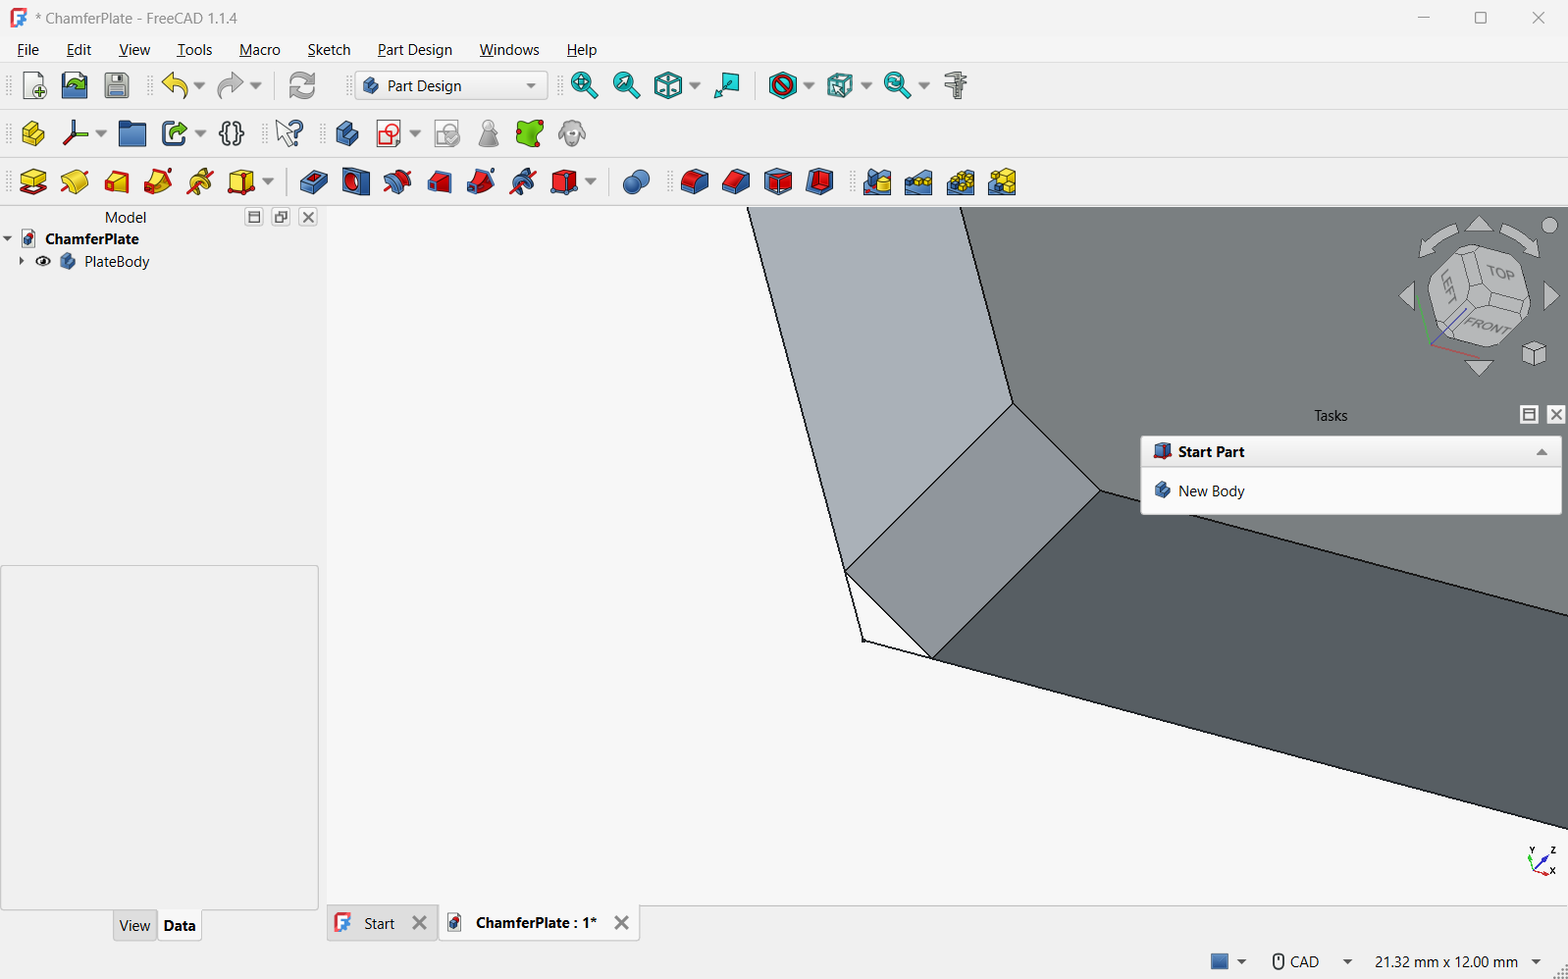 * ChamferPlate - FreeCAD 1.1.4
File Edit View Tools Macro Sketch Part Design Windows Help
Part Design
Model
ChamferPlate
PlateBody
TOP
LEFT
FRONT
Tasks
Start Part
New Body
Y Z
X
View Data
Start ChamferPlate : 1*
CAD 21.32 mm x 12.00 mm